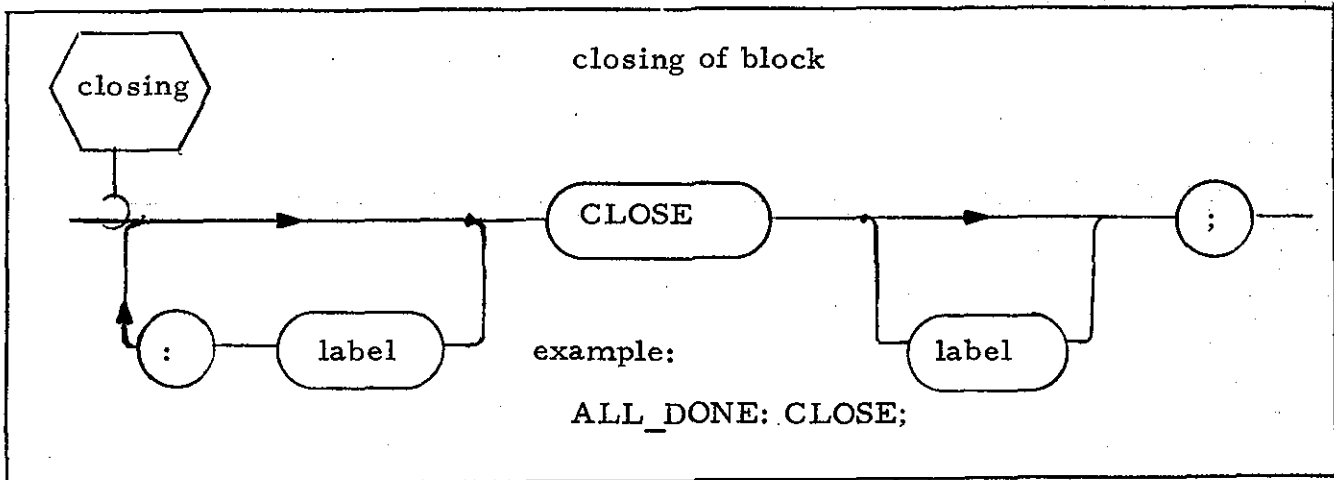 closing of block
closing
CLOSE
;
:
label
label
example:
ALL_DONE: CLOSE;